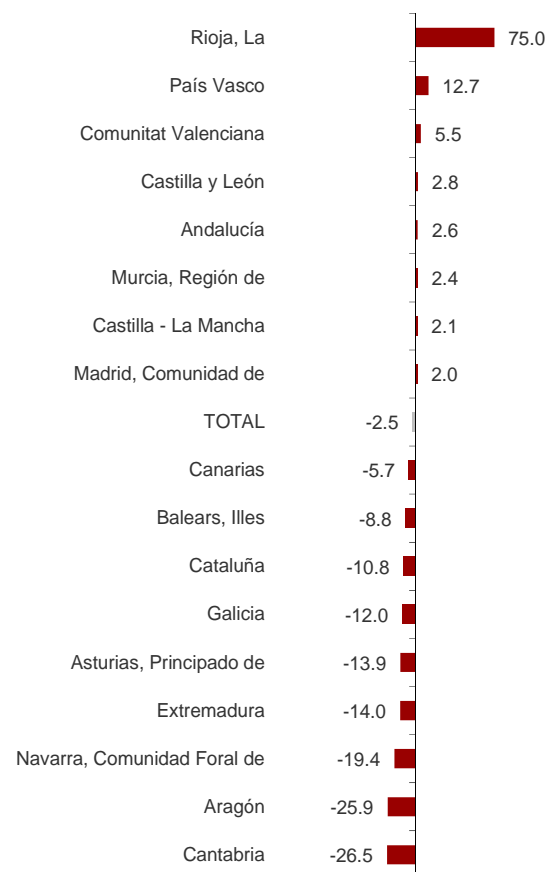 Rioja, La 75.0
País Vasco 12.7
Comunitat Valenciana 5.5
Castilla y León 2.8
Andalucía 2.6
Murcia, Región de 2.4
Castilla - La Mancha 2.1
Madrid, Comunidad de 2.0
TOTAL -2.5
Canarias -5.7
Balears, Illes -8.8
Cataluña -10.8
Galicia -12.0
Asturias, Principado de -13.9
Extremadura -14.0
Navarra, Comunidad Foral de -19.4
Aragón -25.9
Cantabria -26.5